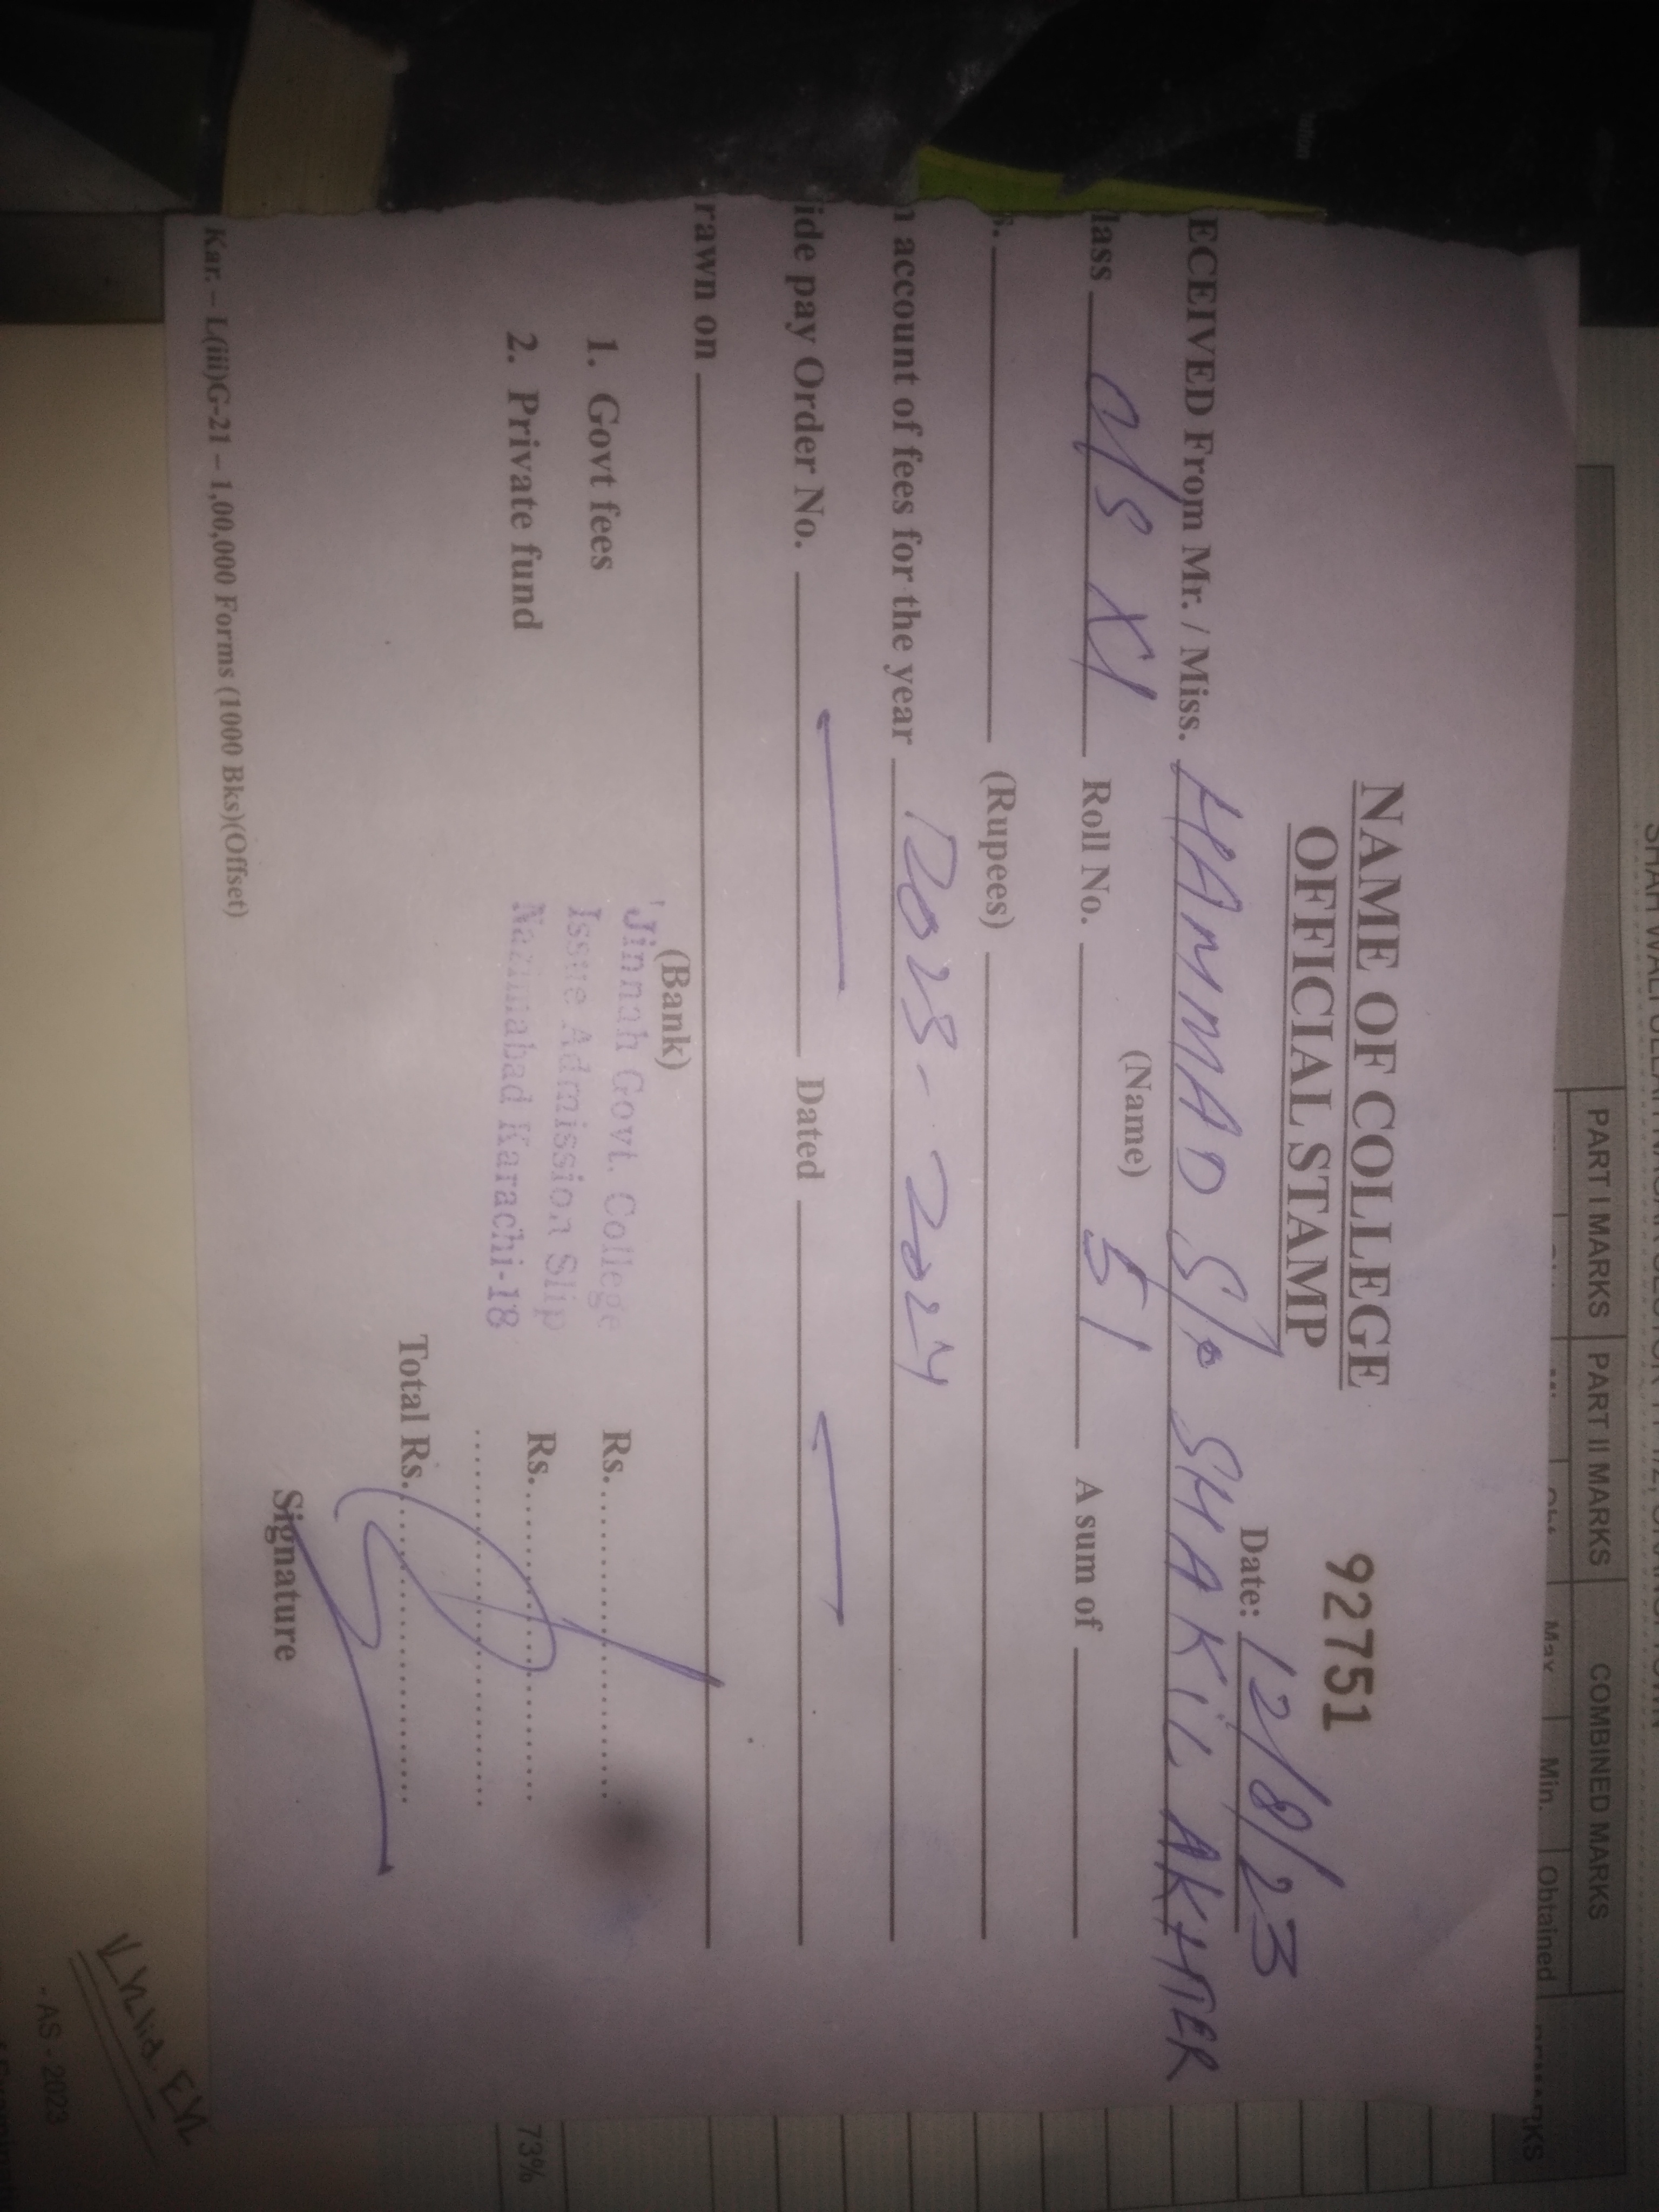 NAME OF COLLEGE
OFFICIAL STAMP
92751
Date: 12/8/23
ECEIVED From Mr. / Miss. HAMMAD S/o SHAKIL AKHTER
(Name)
lass C/S XI Roll No. 51 A sum of
(Rupees)
n account of fees for the year 2023-2024
ide pay Order No. Dated
rawn on
(Bank)
1. Govt fees Rs.
2. Private fund Rs.
Jinnah Govt. College
Issue Admission Slip
Nazimabad Karachi-18
Total Rs.
Signature
Kar. – L(iii)G-21 – 1,00,000 Forms (1000 Bks)(Offset)
PART I MARKS PART II MARKS COMBINED MARKS
Max Min. Obtained
73%
- AS - 2023